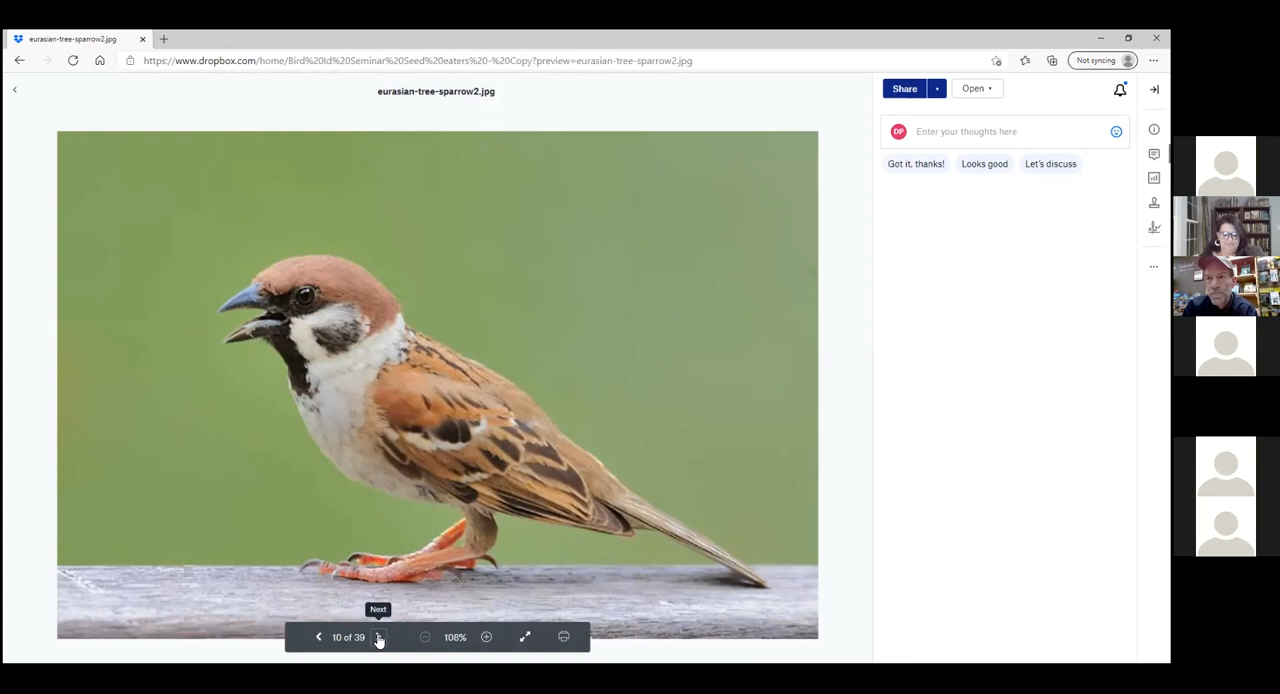 eurasian-tree-sparrow2.jpg
https://www.dropbox.com/home/Bird%20Id%20Seminar%20Seed%20eaters%20-%20Copy?preview=eurasian-tree-sparrow2.jpg
Not syncing
eurasian-tree-sparrow2.jpg
Share
Open
DP
Enter your thoughts here
Got it, thanks!
Looks good
Let's discuss
Next
10 of 39
108%